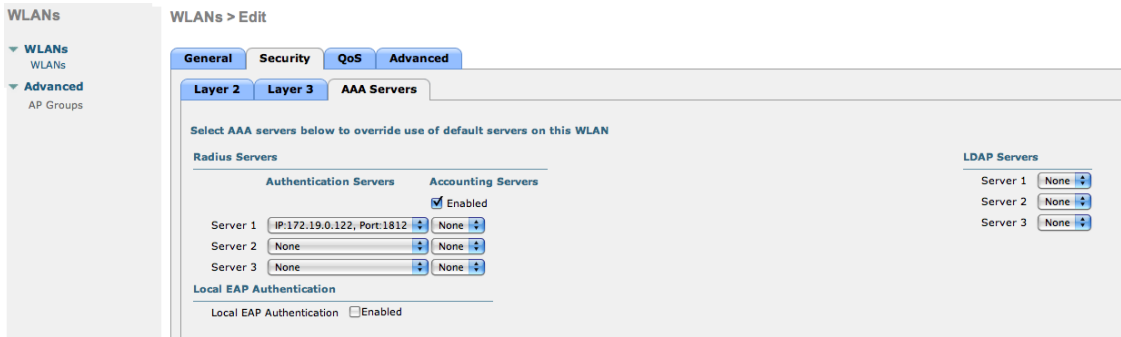 WLANs
WLANs > Edit
WLANs
WLANs
Advanced
AP Groups
General Security QoS Advanced
Layer 2 Layer 3 AAA Servers
Select AAA servers below to override use of default servers on this WLAN
Radius Servers
LDAP Servers
Authentication Servers Accounting Servers
Enabled
Server 1 IP:172.19.0.122, Port:1812 None
Server 2 None None
Server 3 None None
Server 1 None
Server 2 None
Server 3 None
Local EAP Authentication
Local EAP Authentication Enabled